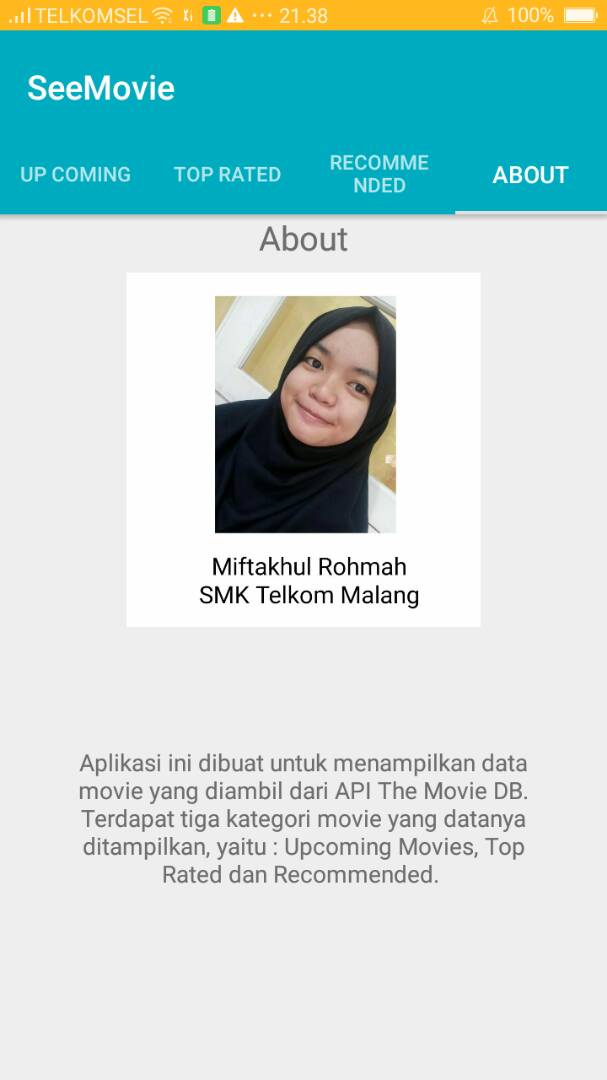 TELKOMSEL 21.38 100%
SeeMovie
UP COMING
TOP RATED
RECOMME
NDED
ABOUT
About
Miftakhul Rohmah
SMK Telkom Malang
Aplikasi ini dibuat untuk menampilkan data
movie yang diambil dari API The Movie DB.
Terdapat tiga kategori movie yang datanya
ditampilkan, yaitu : Upcoming Movies, Top
Rated dan Recommended.